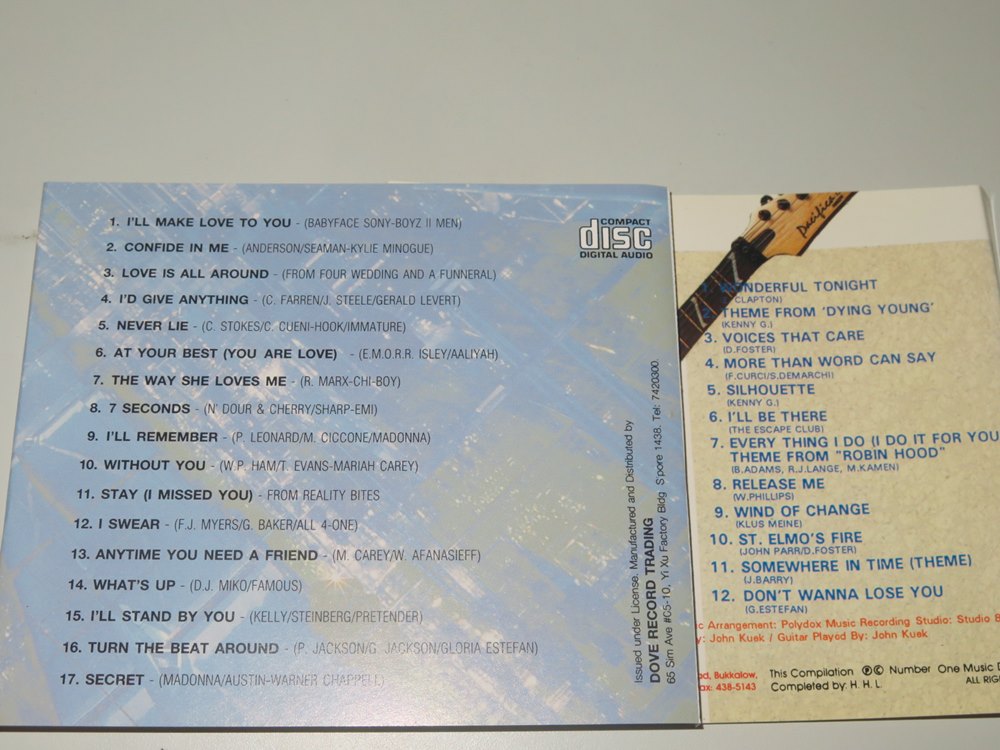 1. I'LL MAKE LOVE TO YOU - (BABYFACE SONY-BOYZ II MEN)
2. CONFIDE IN ME - (ANDERSON/SEAMAN-KYLIE MINOGUE)
3. LOVE IS ALL AROUND - (FROM FOUR WEDDING AND A FUNERAL)
4. I'D GIVE ANYTHING - (C. FARREN/J. STEELE/GERALD LEVERT)
5. NEVER LIE - (C. STOKES/C. CUENI-HOOK/IMMATURE)
6. AT YOUR BEST (YOU ARE LOVE) - (E.M.O.R.R. ISLEY/AALIYAH)
7. THE WAY SHE LOVES ME - (R. MARX-CHI-BOY)
8. 7 SECONDS - (N' DOUR & CHERRY/SHARP-EMI)
9. I'LL REMEMBER - (P. LEONARD/M. CICCONE/MADONNA)
10. WITHOUT YOU - (W.P. HAM/T. EVANS-MARIAH CAREY)
11. STAY (I MISSED YOU) - FROM REALITY BITES
12. I SWEAR - (F.J. MYERS/G. BAKER/ALL 4-ONE)
13. ANYTIME YOU NEED A FRIEND - (M. CAREY/W. AFANASIEFF)
14. WHAT'S UP - (D.J. MIKO/FAMOUS)
15. I'LL STAND BY YOU - (KELLY/STEINBERG/PRETENDER)
16. TURN THE BEAT AROUND - (P. JACKSON/G. JACKSON/GLORIA ESTEFAN)
17. SECRET - (MADONNA/AUSTIN-WARNER CHAPPELL)
COMPACT
disc
DIGITAL AUDIO
Issued under License. Manufactured and Distributed by
DOVE RECORD TRADING
65 Sim Ave #05-10, Yi Xu Factory Bldg S'pore 1438. Tel: 7420300.
Pacifica
WONDERFUL TONIGHT
CLAPTON)
2. THEME FROM 'DYING YOUNG'
(KENNY G.)
3. VOICES THAT CARE
(D.FOSTER)
4. MORE THAN WORD CAN SAY
(F.CURCI/S.DEMARCHI)
5. SILHOUETTE
(KENNY G.)
6. I'LL BE THERE
(THE ESCAPE CLUB)
7. EVERY THING I DO (I DO IT FOR YOU
THEME FROM "ROBIN HOOD"
(B.ADAMS, R.J.LANGE, M.KAMEN)
8. RELEASE ME
(W.PHILLIPS)
9. WIND OF CHANGE
(KLUS MEINE)
10. ST. ELMO'S FIRE
(JOHN PARR/D.FOSTER)
11. SOMEWHERE IN TIME (THEME)
(J.BARRY)
12. DON'T WANNA LOSE YOU
(G.ESTEFAN)
Arrangement: Polydox Music Recording Studio: Studio
John Kuek / Guitar Playod By: John Kuek
Bukkalow,
438-5143
This Compilation ⓟ© Number One Music
Completed by: H. H. L.
ALL